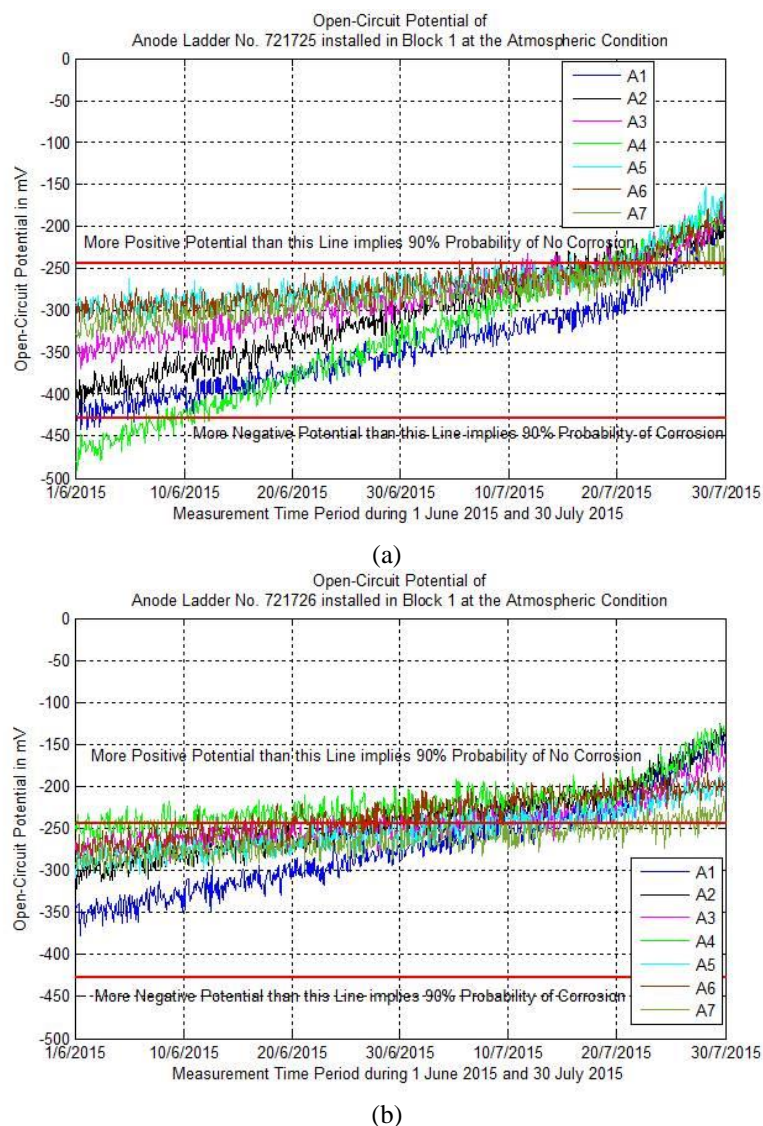 Open-Circuit Potential of
Anode Ladder No. 721725 installed in Block 1 at the Atmospheric Condition
0
-50
-100
-150
-200
-250
-300
-350
-400
-450
-500
Open-Circuit Potential in mV
A1
A2
A3
A4
A5
A6
A7
More Positive Potential than this Line implies 90% Probability of No Corrosion
More Negative Potential than this Line implies 90% Probability of Corrosion
1/6/2015 10/6/2015 20/6/2015 30/6/2015 10/7/2015 20/7/2015 30/7/2015
Measurement Time Period during 1 June 2015 and 30 July 2015
(a)
Open-Circuit Potential of
Anode Ladder No. 721726 installed in Block 1 at the Atmospheric Condition
0
-50
-100
-150
-200
-250
-300
-350
-400
-450
-500
Open-Circuit Potential in mV
More Positive Potential than this Line implies 90% Probability of No Corrosion
A1
A2
A3
A4
A5
A6
A7
More Negative Potential than this Line implies 90% Probability of Corrosion
1/6/2015 10/6/2015 20/6/2015 30/6/2015 10/7/2015 20/7/2015 30/7/2015
Measurement Time Period during 1 June 2015 and 30 July 2015
(b)